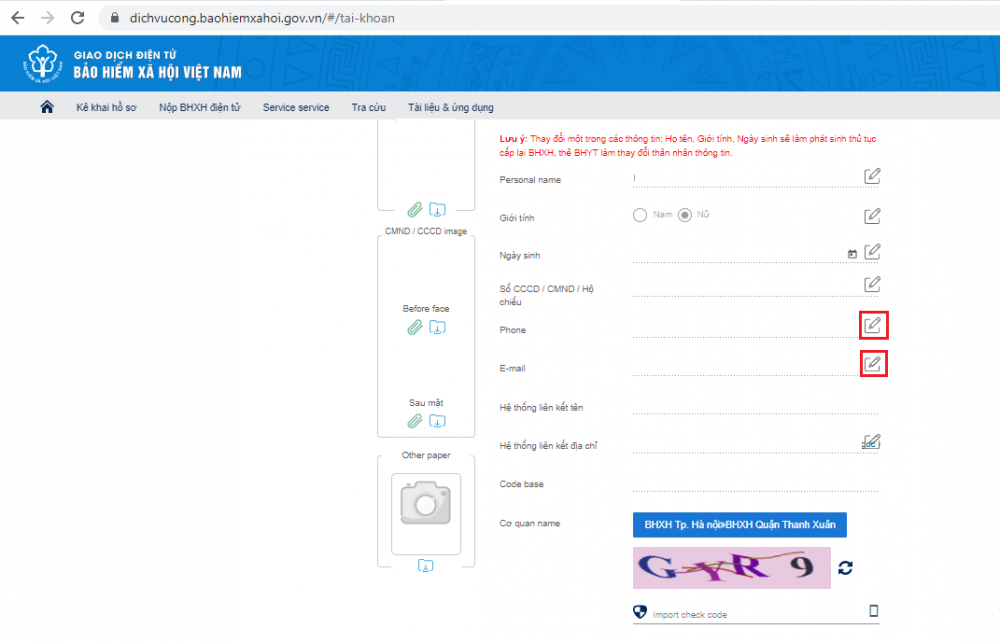 dichvucong.baohiemxahoi.gov.vn/#/tai-khoan
GIAO DỊCH ĐIỆN TỬ
BẢO HIỂM XÃ HỘI VIỆT NAM
Kê khai hồ sơ Nộp BHXH điện tử Service service Tra cứu Tài liệu & ứng dụng
Lưu ý: Thay đổi một trong các thông tin: Họ tên, Giới tính, Ngày sinh sẽ làm phát sinh thủ tục
cấp lại BHXH, thẻ BHYT làm thay đổi thân nhân thông tin.
Personal name
Giới tính
Nam Nữ
CMND / CCCD image
Ngày sinh
Số CCCD / CMND / Hộ
chiếu
Before face
Phone
E-mail
Sau mặt
Hệ thống liên kết tên
Hệ thống liên kết địa chỉ
Other paper
Code base
Cơ quan name
BHXH Tp. Hà nội»BHXH Quận Thanh Xuân
GYR 9
Import check code